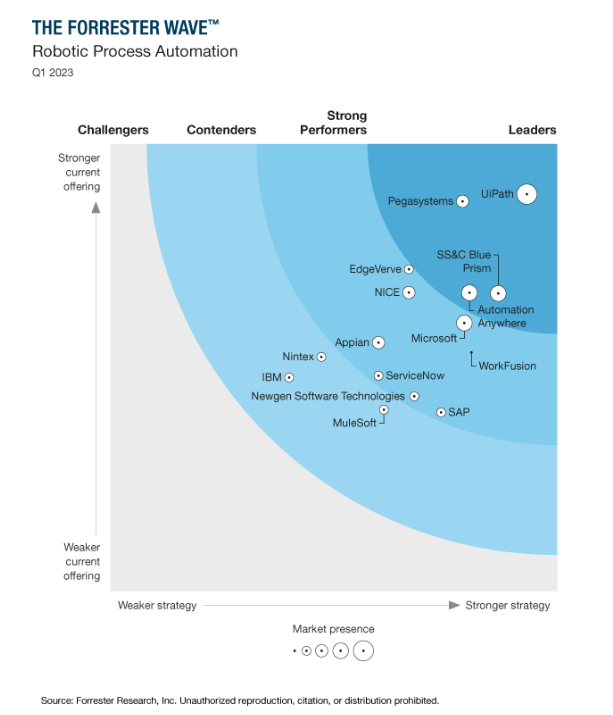 THE FORRESTER WAVE™
Robotic Process Automation
Q1 2023
Challengers
Contenders
Strong
Performers
Leaders
Stronger
current
offering
Pegasystems
UiPath
SS&C Blue
Prism
EdgeVerve
NICE
Automation
Anywhere
Microsoft
Appian
Nintex
WorkFusion
IBM
ServiceNow
Newgen Software Technologies
SAP
MuleSoft
Weaker
current
offering
Weaker strategy
Stronger strategy
Market presence
Source: Forrester Research, Inc. Unauthorized reproduction, citation, or distribution prohibited.